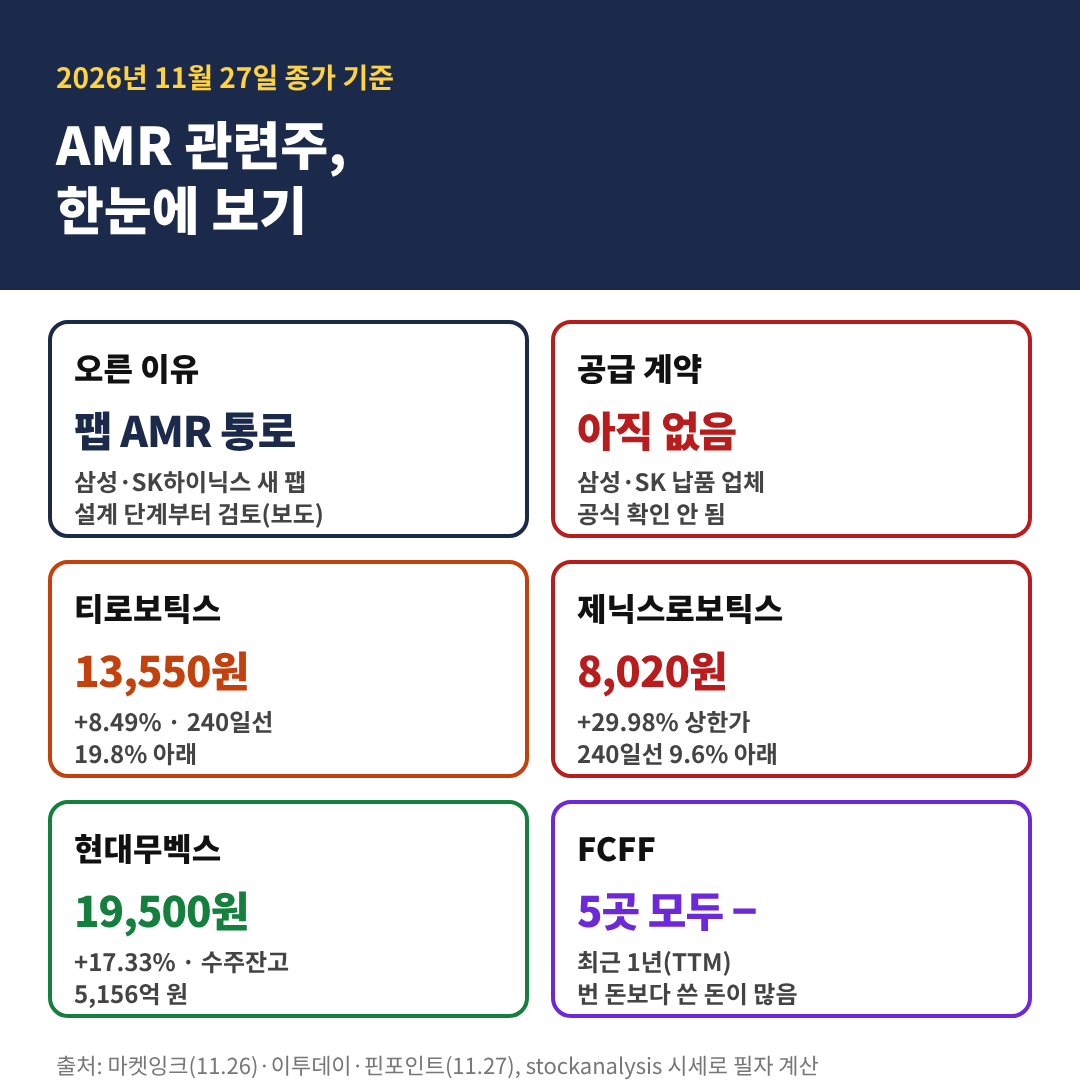 2026년 11월 27일 종가 기준
AMR 관련주,
한눈에 보기
오른 이유
팹 AMR 통로
삼성·SK하이닉스 새 팹
설계 단계부터 검토(보도)
공급 계약
아직 없음
삼성·SK 납품 업체
공식 확인 안 됨
티로보틱스
13,550원
+8.49% · 240일선
19.8% 아래
제닉스로보틱스
8,020원
+29.98% 상한가
240일선 9.6% 아래
현대무벡스
19,500원
+17.33% · 수주잔고
5,156억 원
FCFF
5곳 모두 −
최근 1년(TTM)
번 돈보다 쓴 돈이 많음
출처: 마켓잉크(11.26)·이투데이·핀포인트(11.27), stockanalysis 시세로 필자 계산